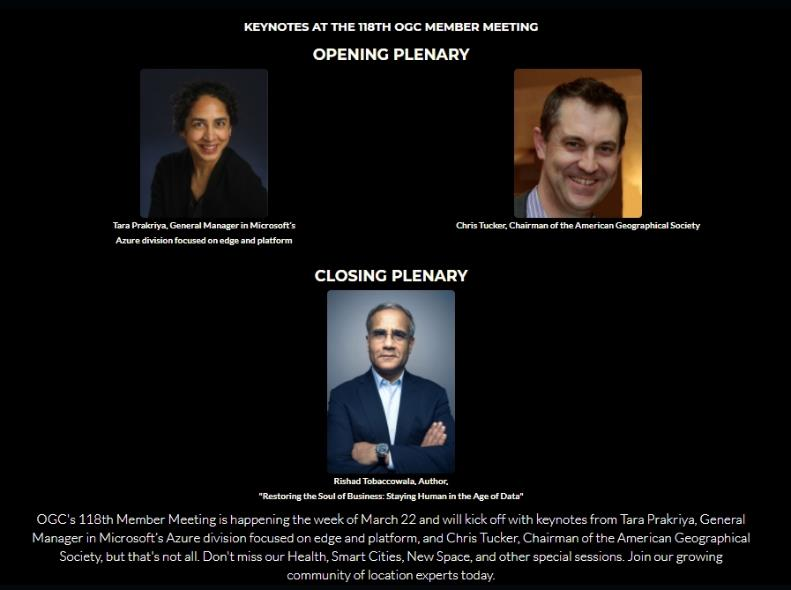 KEYNOTES AT THE 118TH OGC MEMBER MEETING
OPENING PLENARY
Tara Prakriya, General Manager in Microsoft's
Azure division focused on edge and platform
Chris Tucker, Chairman of the American Geographical Society
CLOSING PLENARY
Rishad Tobaccowala, Author,
"Restoring the Soul of Business: Staying Human in the Age of Data"
OGC's 118th Member Meeting is happening the week of March 22 and will kick off with keynotes from Tara Prakriya, General
Manager in Microsoft's Azure division focused on edge and platform, and Chris Tucker, Chairman of the American Geographical
Society, but that's not all. Don't miss our Health, Smart Cities, New Space, and other special sessions. Join our growing
community of location experts today.